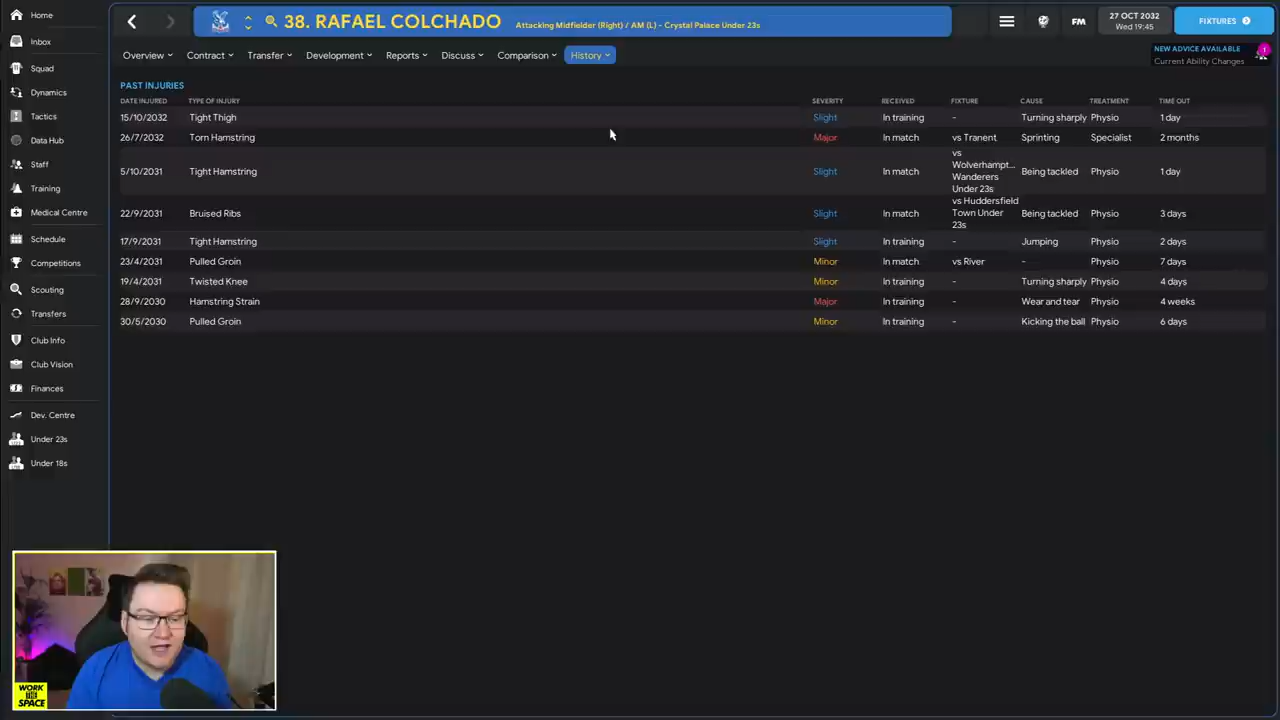 Home
Inbox
Squad
Dynamics
Tactics
Data Hub
Staff
Training
Medical Centre
Schedule
Competitions
Scouting
Transfers
Club Info
Club Vision
Finances
Dev. Centre
Under 23s
Under 18s
38. RAFAEL COLCHADO Attacking Midfielder (Right) / AM (L) - Crystal Palace Under 23s
FM
27 OCT 2032
Wed 19:45
FIXTURES
Overview Contract Transfer Development Reports Discuss Comparison History
NEW ADVICE AVAILABLE
1
Current Ability Changes
PAST INJURIES
DATE INJURED TYPE OF INJURY SEVERITY RECEIVED FIXTURE CAUSE TREATMENT TIME OUT
15/10/2032 Tight Thigh Slight In training - Turning sharply Physio 1 day
26/7/2032 Torn Hamstring Major In match vs Tranent Sprinting Specialist 2 months
vs
Wolverhampt...
5/10/2031 Tight Hamstring Slight In match Wanderers Being tackled Physio 1 day
Under 23s
vs Huddersfield
22/9/2031 Bruised Ribs Slight In match Town Under Being tackled Physio 3 days
23s
17/9/2031 Tight Hamstring Slight In training - Jumping Physio 2 days
23/4/2031 Pulled Groin Minor In match vs River - Physio 7 days
19/4/2031 Twisted Knee Minor In training - Turning sharply Physio 4 days
28/9/2030 Hamstring Strain Major In training - Wear and tear Physio 4 weeks
30/5/2030 Pulled Groin Minor In training - Kicking the ball Physio 6 days
WORK
THE
SPACE